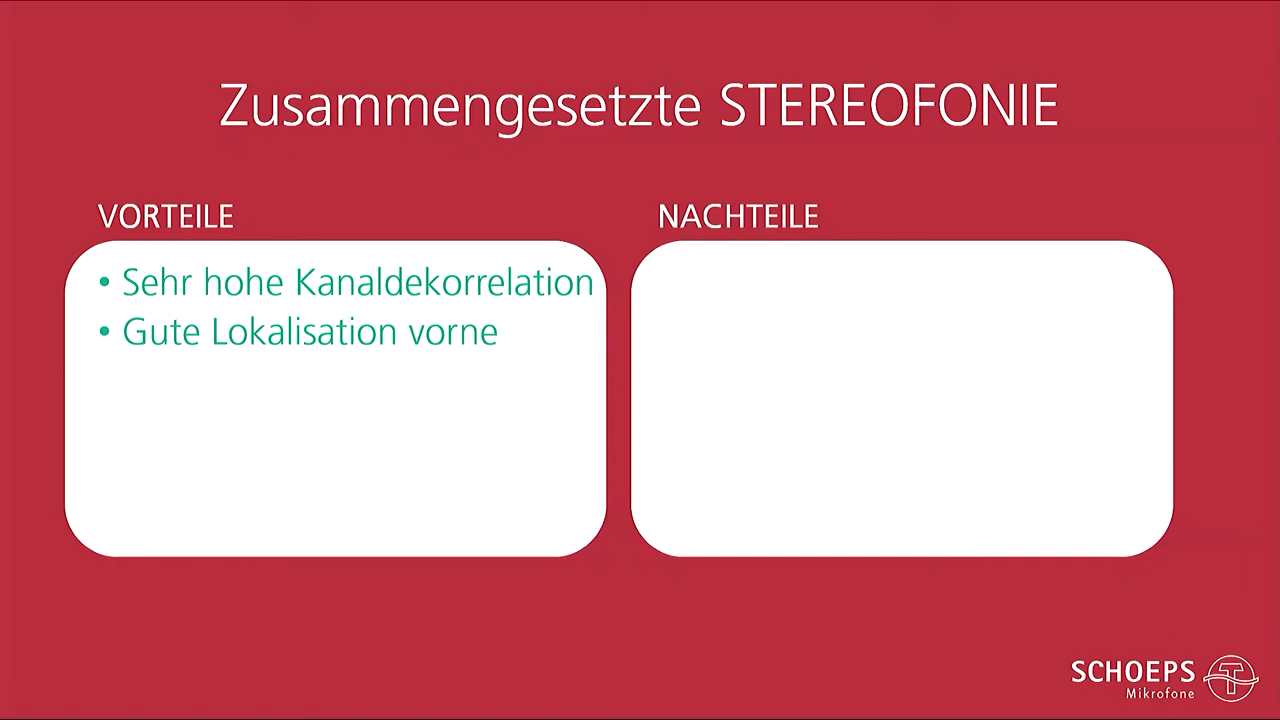 Zusammengesetzte STEREOFONIE
VORTEILE
• Sehr hohe Kanaldekorrelation
• Gute Lokalisation vorne
NACHTEILE
SCHOEPS
Mikrofone